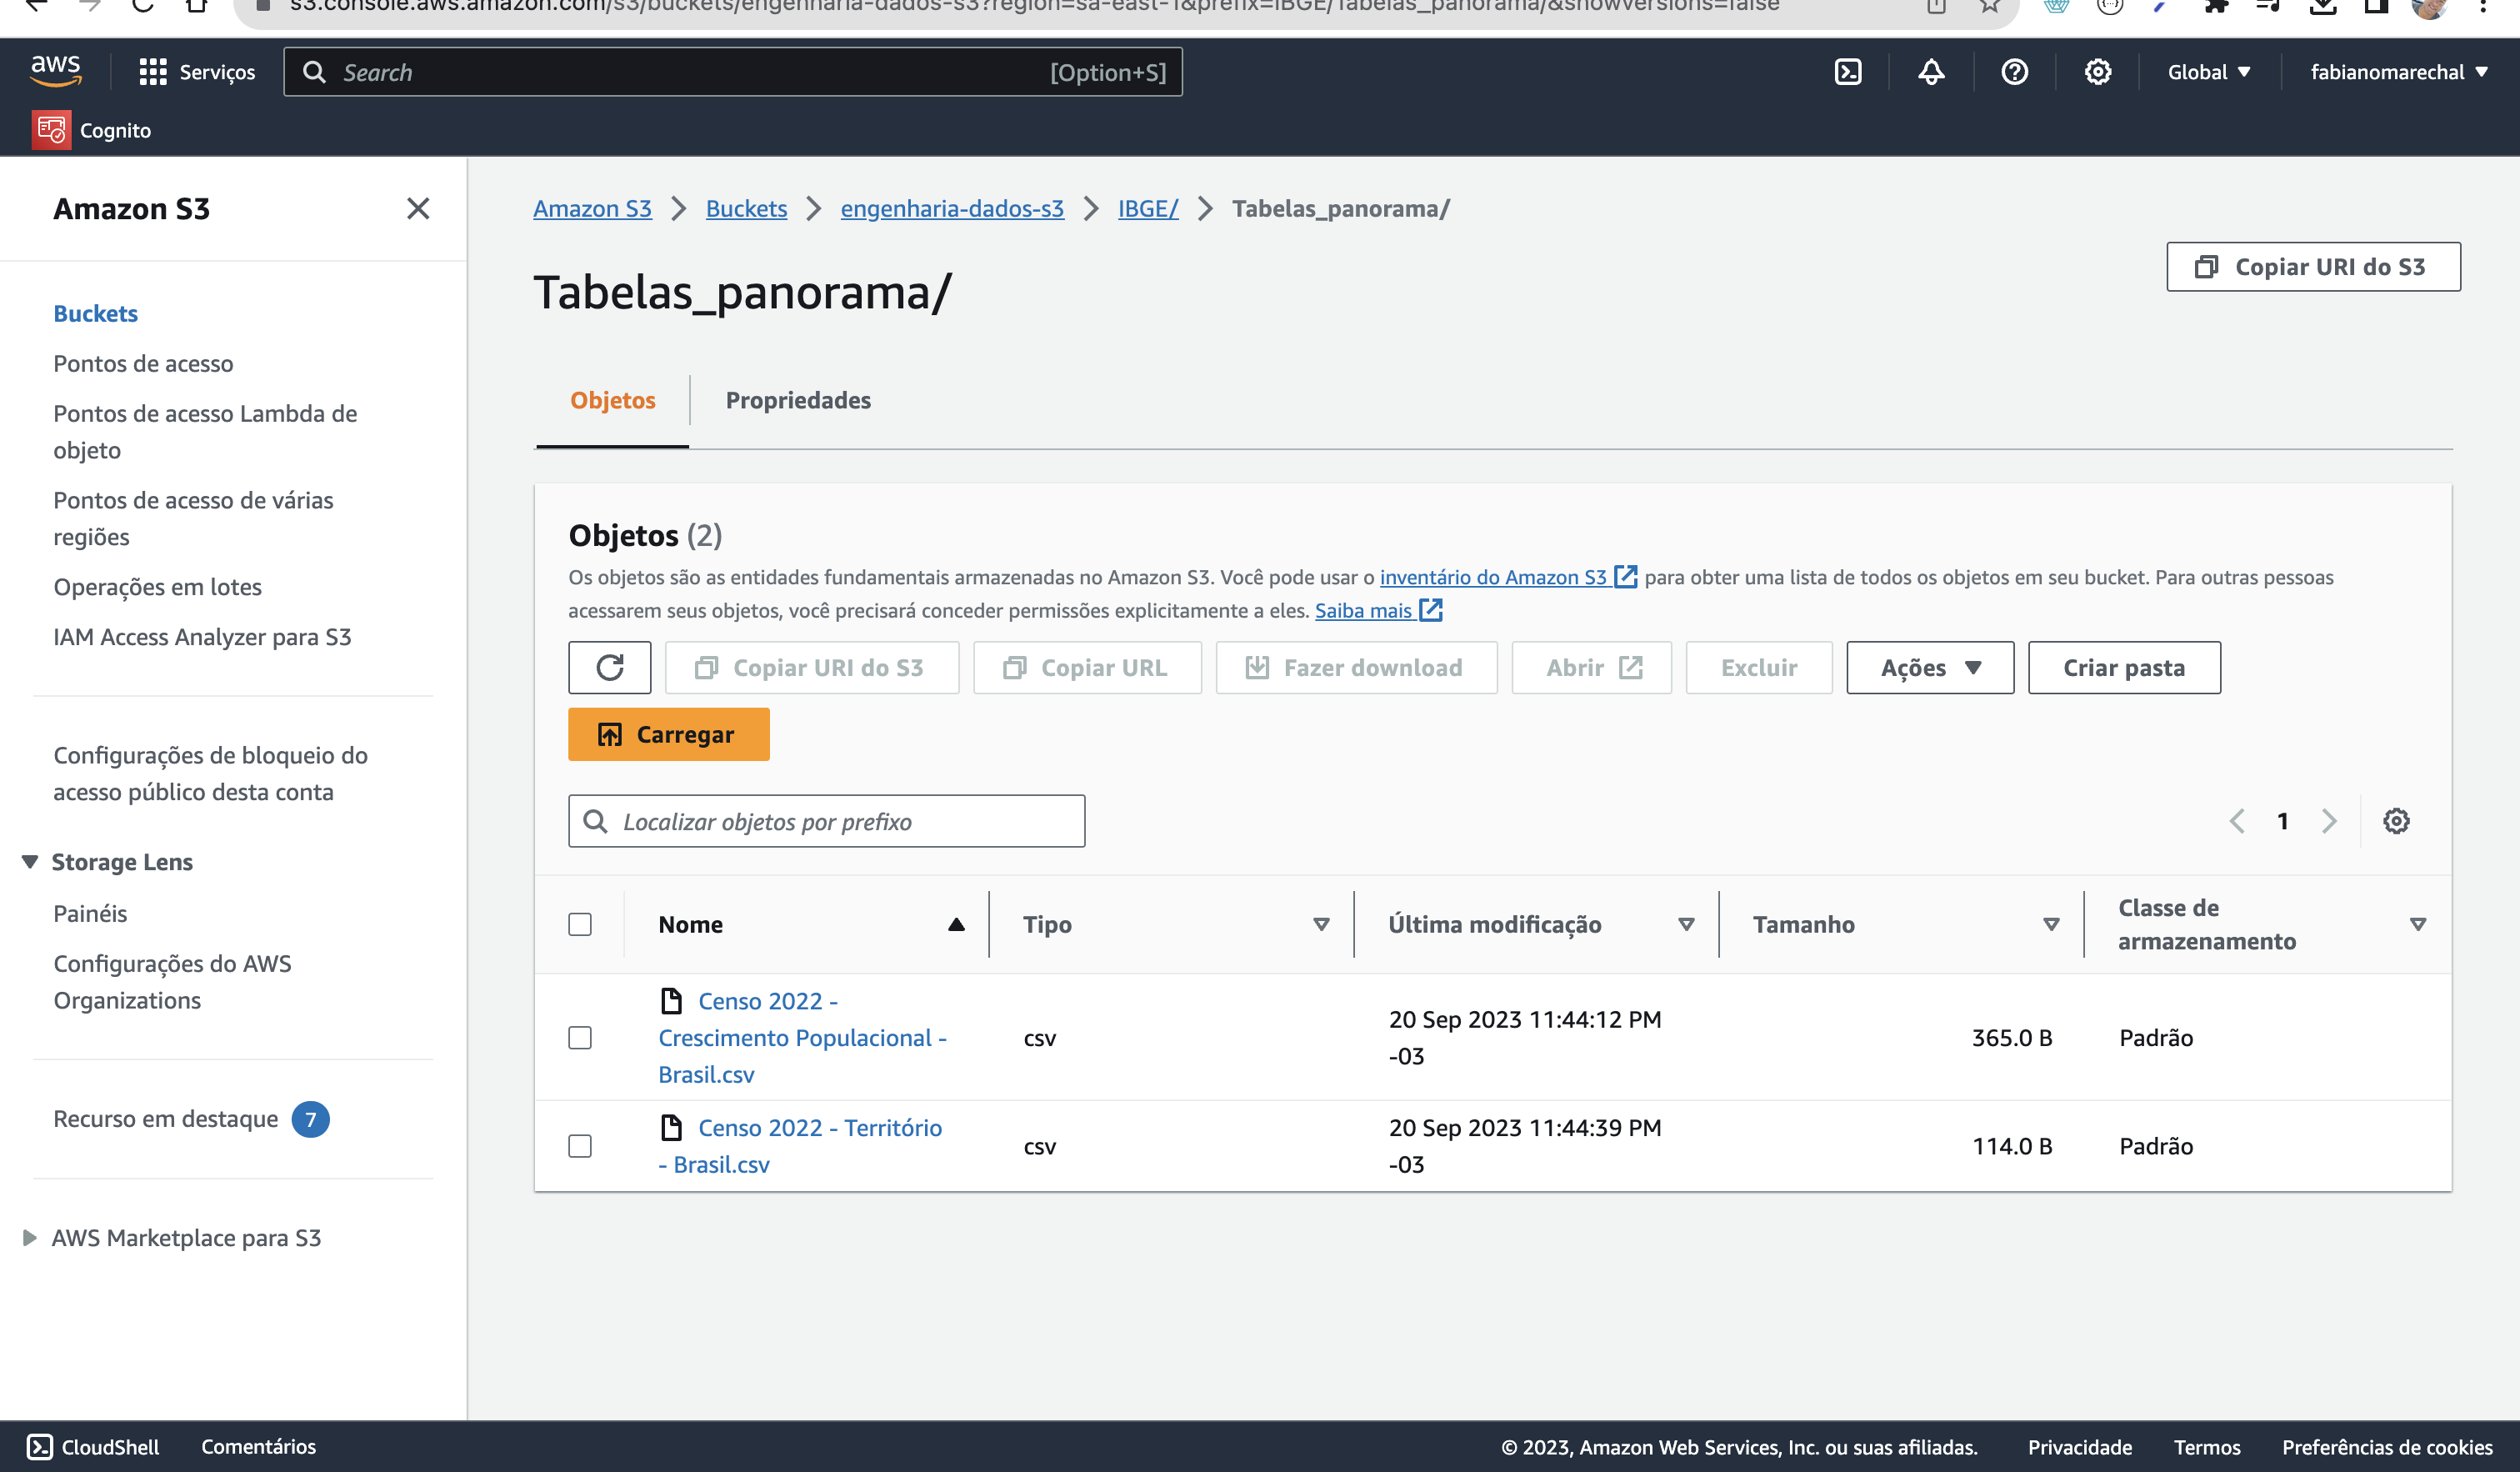 s3.console.aws.amazon.com/s3/buckets/engenharia-dados-s3?region=sa-east-1&prefix=IBGE/Tabelas_panorama/&showversions=false
aws
Serviços
Search
[Option+S]
Global
fabianomarechal
Cognito
Amazon S3
Buckets
Pontos de acesso
Pontos de acesso Lambda de
objeto
Pontos de acesso de várias
regiões
Operações em lotes
IAM Access Analyzer para S3
Configurações de bloqueio do
acesso público desta conta
Storage Lens
Painéis
Configurações do AWS
Organizations
Recurso em destaque 7
AWS Marketplace para S3
Amazon S3 > Buckets > engenharia-dados-s3 > IBGE/ > Tabelas_panorama/
Copiar URI do S3
Tabelas_panorama/
Objetos
Propriedades
Objetos (2)
Os objetos são as entidades fundamentais armazenadas no Amazon S3. Você pode usar o inventário do Amazon S3 para obter uma lista de todos os objetos em seu bucket. Para outras pessoas
acessarem seus objetos, você precisará conceder permissões explicitamente a eles. Saiba mais
Copiar URI do S3
Copiar URL
Fazer download
Abrir
Excluir
Ações
Criar pasta
Carregar
Localizar objetos por prefixo
1
Nome
Tipo
Última modificação
Tamanho
Classe de
armazenamento
Censo 2022 -
Crescimento Populacional -
Brasil.csv
csv
20 Sep 2023 11:44:12 PM
-03
365.0 B
Padrão
Censo 2022 - Território
- Brasil.csv
csv
20 Sep 2023 11:44:39 PM
-03
114.0 B
Padrão
CloudShell
Comentários
© 2023, Amazon Web Services, Inc. ou suas afiliadas.
Privacidade
Termos
Preferências de cookies